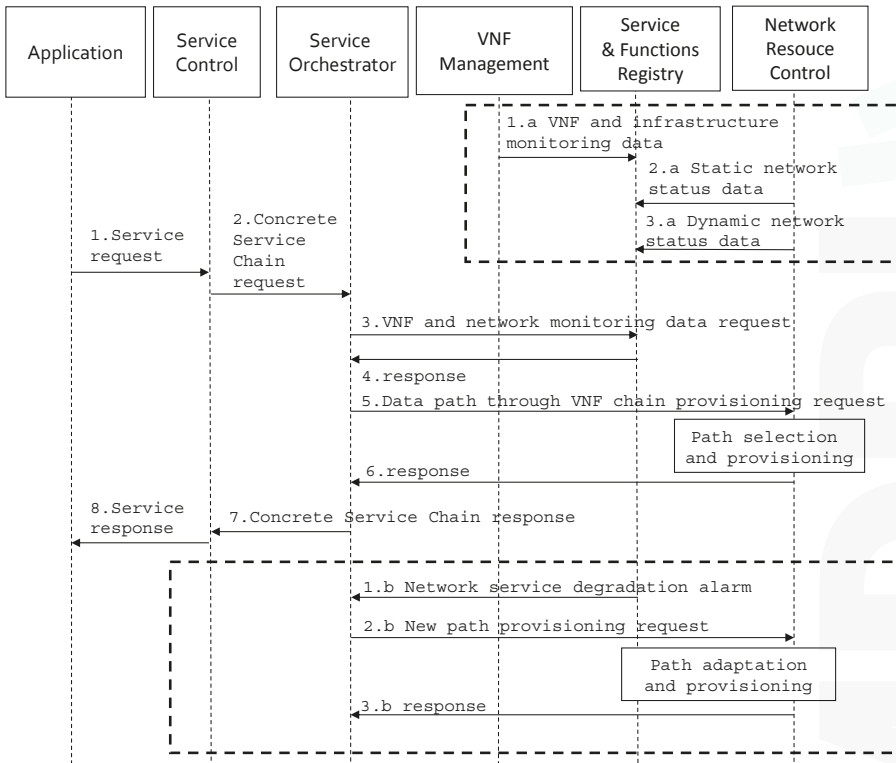 Application
Service
Control
Service
Orchestrator
VNF
Management
Service
& Functions
Registry
Network
Resouce
Control
1.a VNF and infrastructure
monitoring data
2.a Static network
status data
3.a Dynamic network
status data
1.Service
request
2.Concrete
Service
Chain
request
3.VNF and network monitoring data request
4.response
5.Data path through VNF chain provisioning request
Path selection
and provisioning
6.response
7.Concrete Service Chain response
8.Service
response
1.b Network service degradation alarm
2.b New path provisioning request
Path adaptation
and provisioning
3.b response